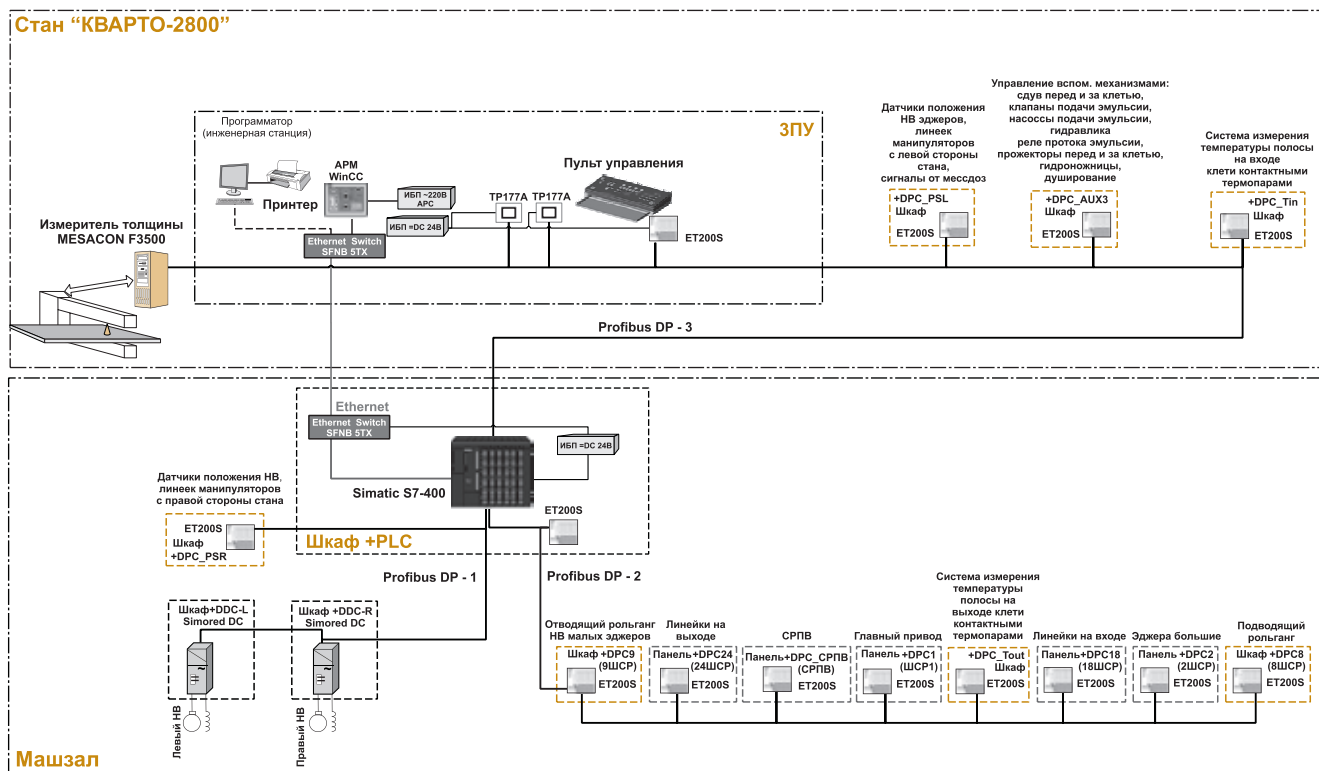 Стан “КВАРТО-2800”
Программатор
(инженерная станция)
ЗПУ
Принтер
АРМ
WinCC
ИБП ~220В
APC
ИБП =DC 24В
Ethernet Switch
SFNB 5TX
TP177A
TP177A
Пульт управления
ET200S
Измеритель толщины
MESACON F3500
Датчики положения
НВ эджеров,
линеек
манипуляторов
с левой стороны
стана,
сигналы от мессдоз
+DPC_PSL
Шкаф
ET200S
Управление вспом. механизмами:
сдув перед и за клетью,
клапаны подачи эмульсии,
насоссы подачи эмульсии,
гидравлика
реле протока эмульсии,
прожекторы перед и за клетью,
гидроножницы,
душирование
+DPC_AUX3
Шкаф
ET200S
Система измерения
температуры полосы
на входе
клети контактными
термопарами
+DPC_Tin
Шкаф
ET200S
Profibus DP - 3
Ethernet
Ethernet Switch
SFNB 5TX
ИБП =DC 24В
Simatic S7-400
ET200S
Шкаф +PLC
Датчики положения НВ,
линеек манипуляторов
с правой стороны стана
ET200S
Шкаф
+DPC_PSR
Profibus DP - 1
Profibus DP - 2
Шкаф+DDC-L
Simored DC
Шкаф +DDC-R
Simored DC
Левый НВ
Правый НВ
Отводящий рольганг
НВ малых эджеров
Шкаф +DPC9
(9ШСР)
ET200S
Линейки на
выходе
Панель+DPC24
(24ШСР)
ET200S
СРПВ
Панель+DPC_СРПВ
(СРПВ)
ET200S
Главный привод
Панель +DPC1
(ШСР1)
ET200S
Система измерения
температуры
полосы на
выходе клети
контактными
термопарами
+DPC_Tout
Шкаф
ET200S
Линейки на входе
Панель+DPC18
(18ШСР)
ET200S
Эджера большие
Панель +DPC2
(2ШСР)
ET200S
Подводящий
рольганг
Шкаф +DPC8
(8ШСР)
ET200S
Машзал